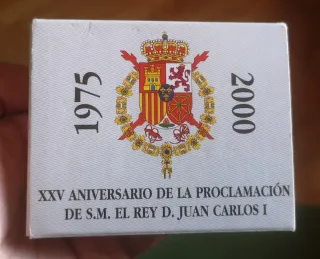 1975
2000
XXV ANIVERSARIO DE LA PROCLAMACIÓN
DE S.M. EL REY D. JUAN CARLOS I